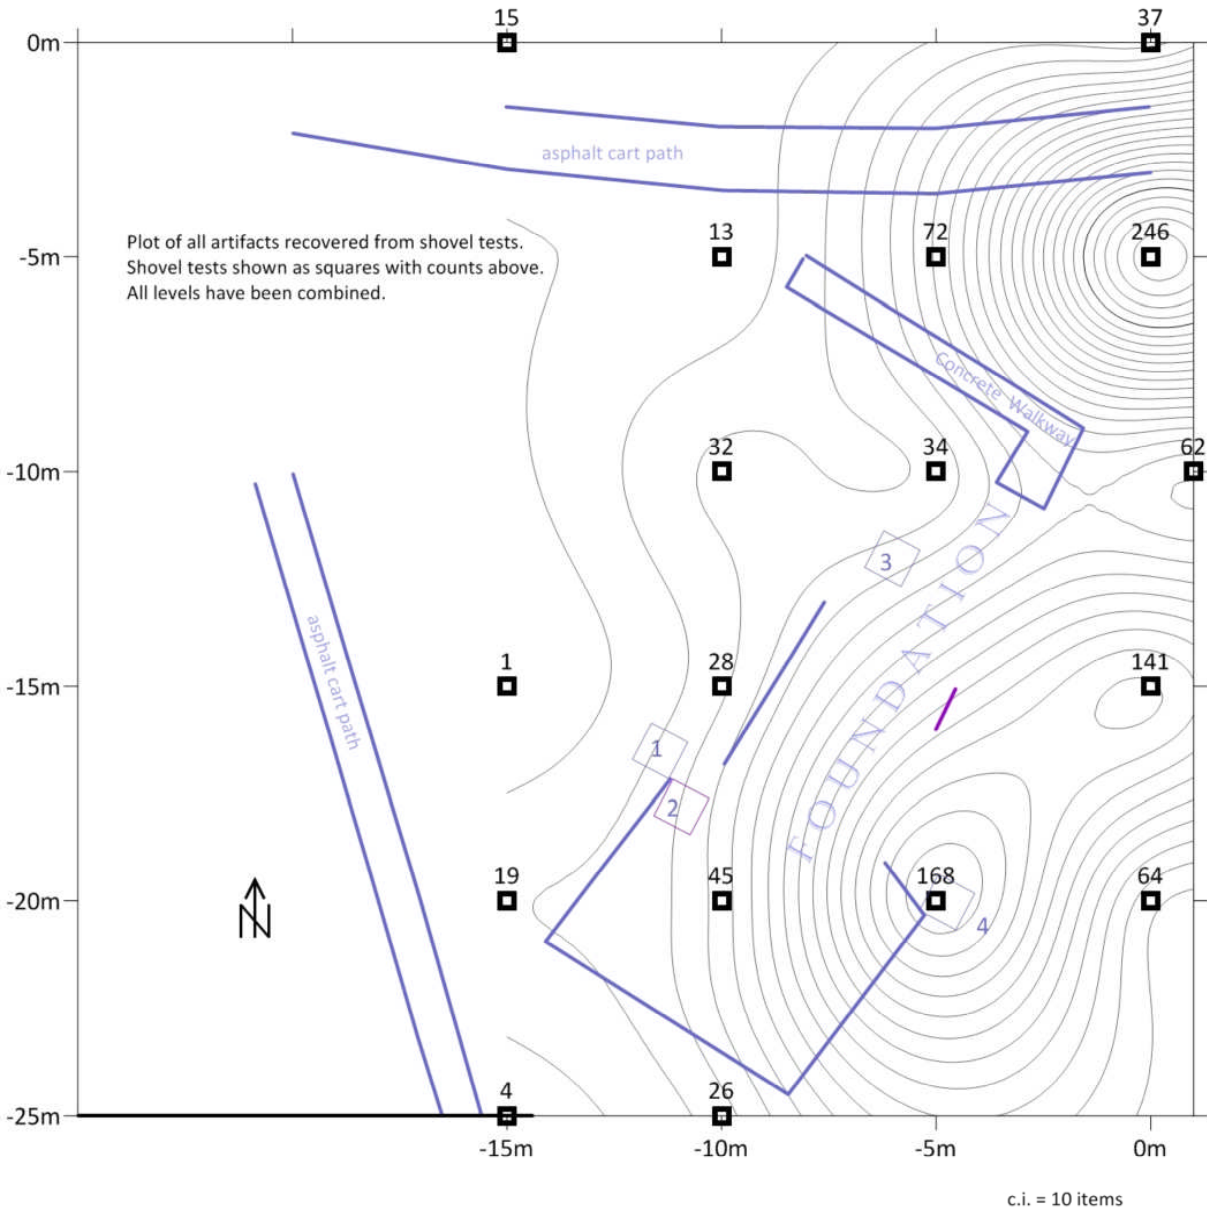 15 37
0m
asphalt cart path
Plot of all artifacts recovered from shovel tests.
Shovel tests shown as squares with counts above.
All levels have been combined.
13 72 246
-5m
Concrete Walkway
32 34 62
-10m
3
FOUNDATION
asphalt cart path
1 28 141
-15m
1
2
19 45 168 64
-20m
N
4
4 26
-25m
-15m -10m -5m 0m
c.i. = 10 items